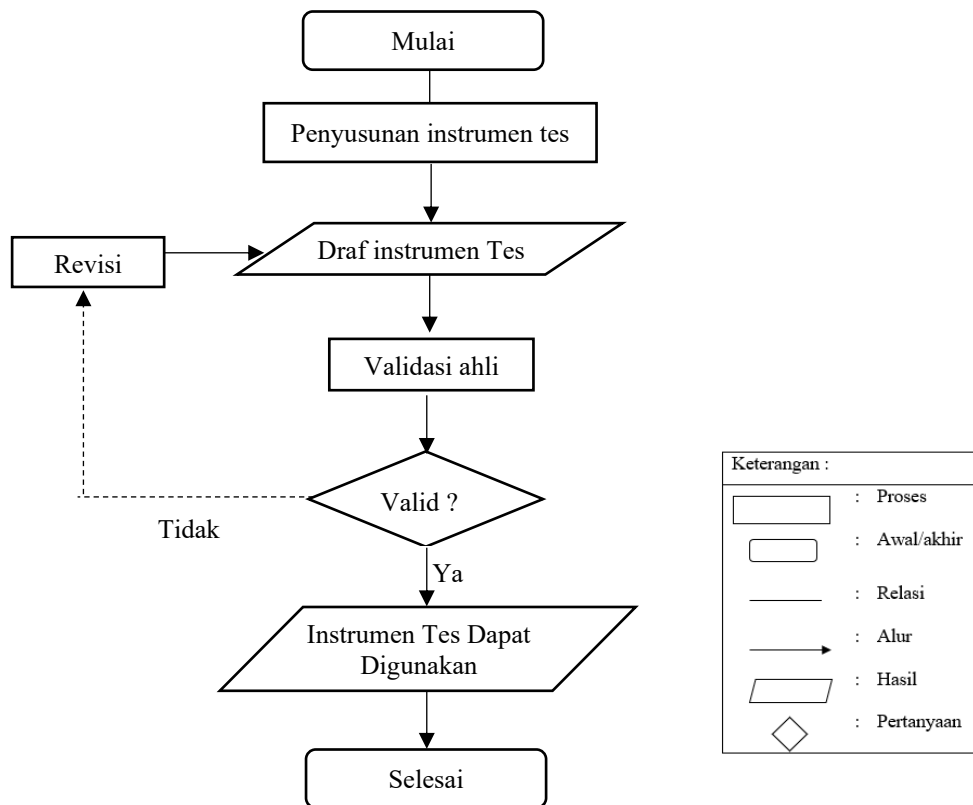 Mulai
Penyusunan instrumen tes
Draf instrumen Tes
Revisi
Validasi ahli
Valid ?
Tidak
Ya
Instrumen Tes Dapat
Digunakan
Selesai
Keterangan :
: Proses
: Awal/akhir
: Relasi
: Alur
: Hasil
: Pertanyaan